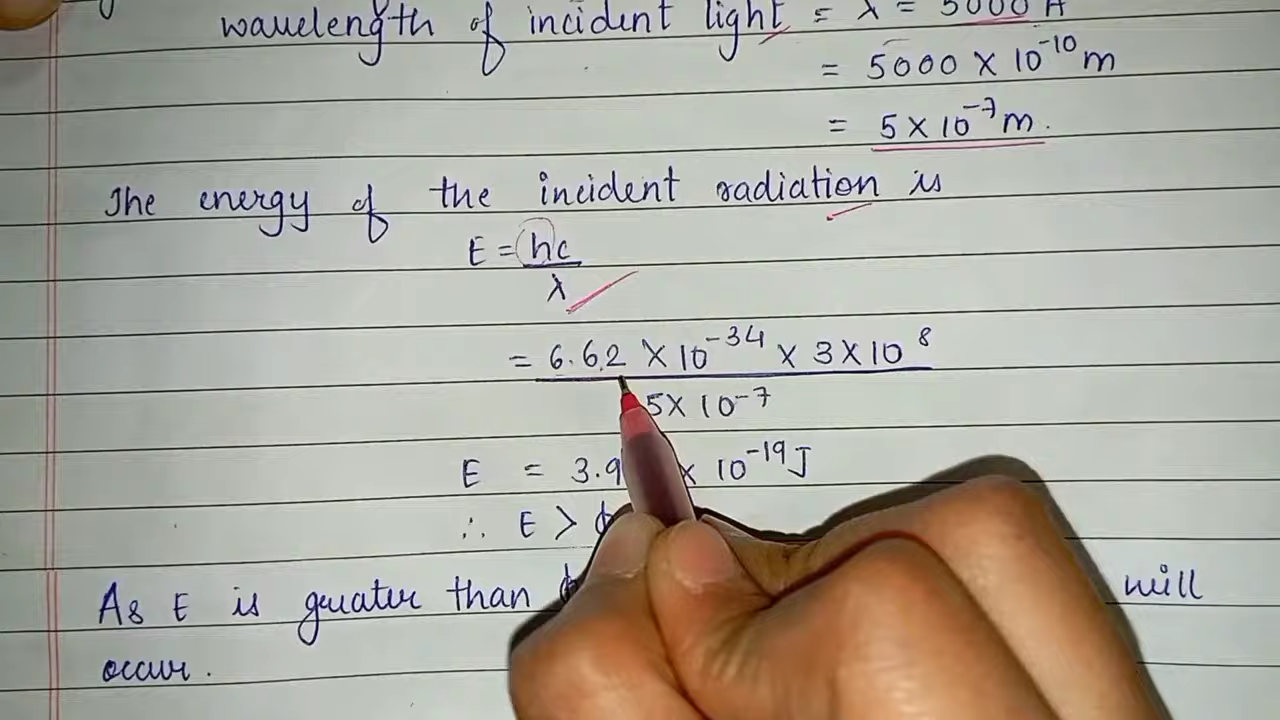 wavelength of incident light = λ = 5000 Å
= 5000 × 10⁻¹⁰ m
= 5 × 10⁻⁷ m.
The energy of the incident radiation is
E = hc
λ
= 6.62 × 10⁻³⁴ × 3 × 10⁸
5 × 10⁻⁷
E = 3.9 × 10⁻¹⁹ J
∴ E > ϕ
As E is greater than ϕ will
occur.